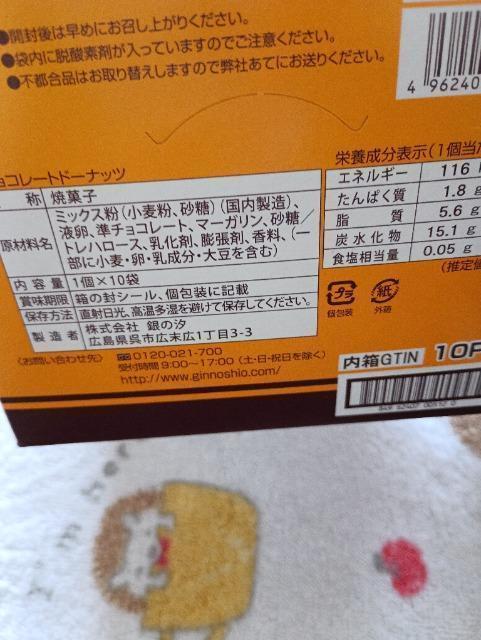 ●開封後は早めにお召し上がりください。
●袋内に脱酸素剤が入っていますのでご注意ください。
●不都合品はお取り替えしますので弊社あてにお送りください。
4 96240
ョコレートドーナッツ
称 焼菓子
原材料名 ミックス粉(小麦粉、砂糖)(国内製造)、
液卵、準チョコレート、マーガリン、砂糖/
トレハロース、乳化剤、膨張剤、香料、(一
部に小麦・卵・乳成分・大豆を含む)
内容量 1個×10袋
賞味期限 箱の封シール、個包装に記載
保存方法 直射日光、高温多湿を避けて保存してください。
製造者 株式会社 銀の汐
広島県呉市広末広1丁目3-3
〈お問い合わせ先〉 0120-021-700
受付時間 9:00~17:00 (土・日・祝日を除く)
http://www.ginnoshio.com
栄養成分表示(1個当た
エネルギー 116
たんぱく質 1.8 g
脂質 5.6 g
炭水化物 15.1 g
食塩相当量 0.05 g
(推定値
プラ
個包装
紙
外箱
内箱GTIN 10P
I'm her